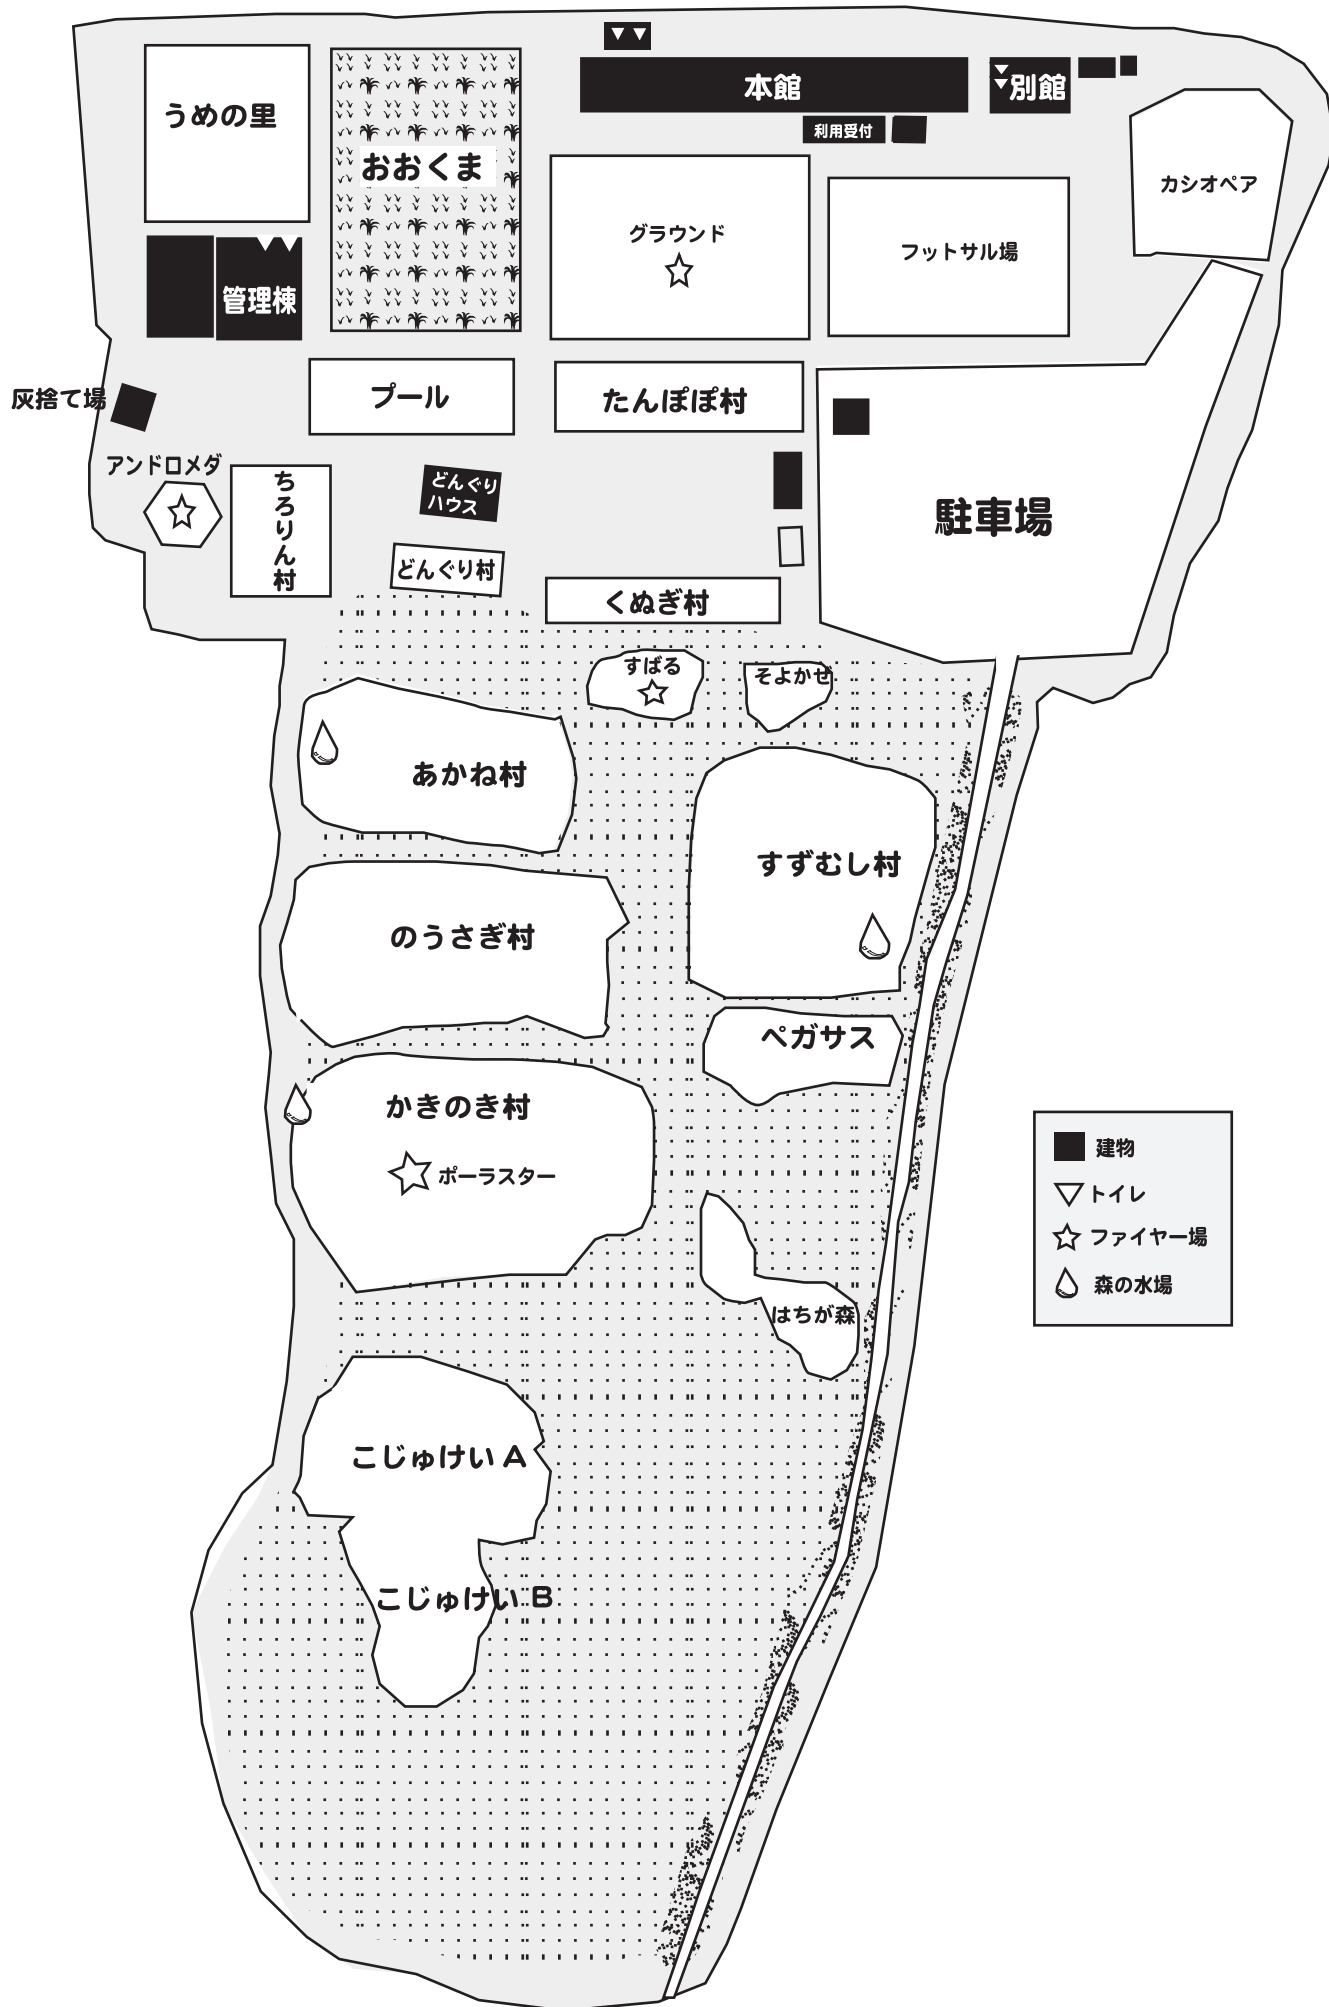 本館
別館
うめの里
利用受付
おおくま
カシオペア
グラウンド
フットサル場
管理棟
灰捨て場
プール
たんぽぽ村
アンドロメダ
ちろりん村
どんぐり
ハウス
駐車場
どんぐり村
くぬぎ村
すばる
そよかぜ
あかね村
すずむし村
のうさぎ村
ペガサス
かきのき村
ポーラスター
建物
トイレ
ファイヤー場
森の水場
はちが森
こじゅけい A
こじゅけい B